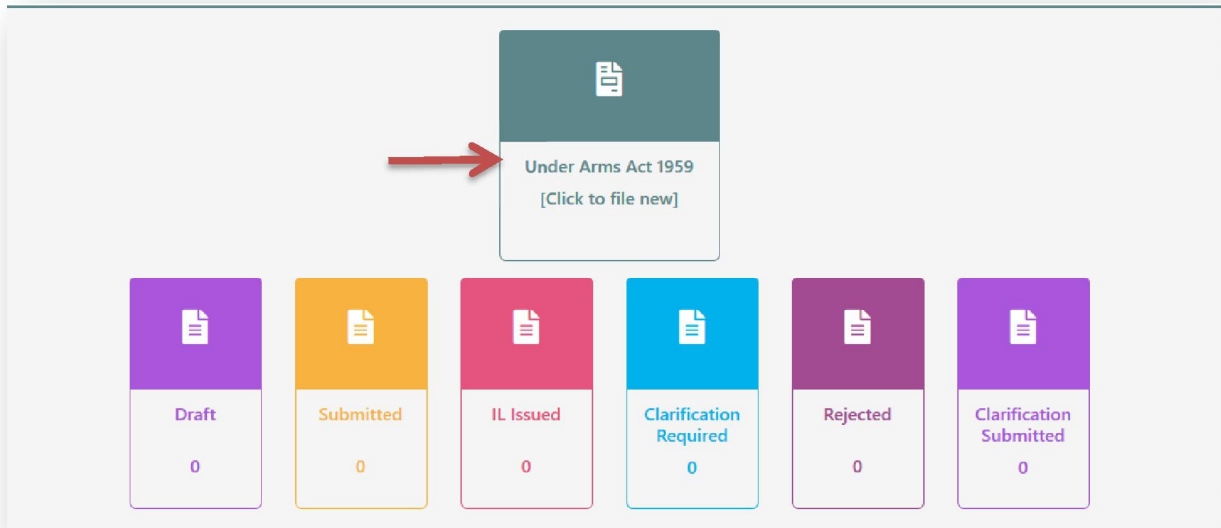 Under Arms Act 1959
[Click to file new]
Draft
0
Submitted
0
IL Issued
0
Clarification
Required
0
Rejected
0
Clarification
Submitted
0